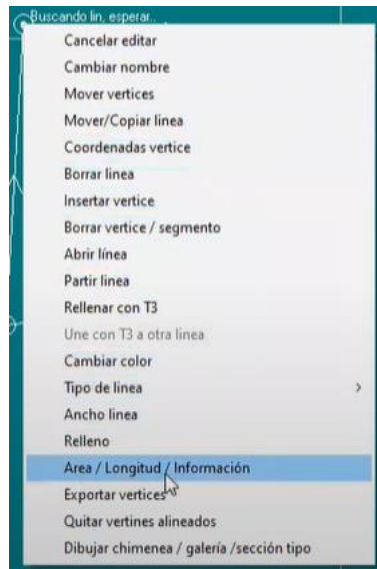 Buscando lin, esperar..
Cancelar editar
Cambiar nombre
Mover vertices
Mover/Copiar linea
Coordenadas vertice
Borrar linea
Insertar vertice
Borrar vertice / segmento
Abrir línea
Partir linea
Rellenar con T3
Une con T3 a otra linea
Cambiar color
Tipo de linea
Ancho linea
Relleno
Area / Longitud / Información
Exportar vertices
Quitar vertines alineados
Dibujar chimenea / galería /sección tipo